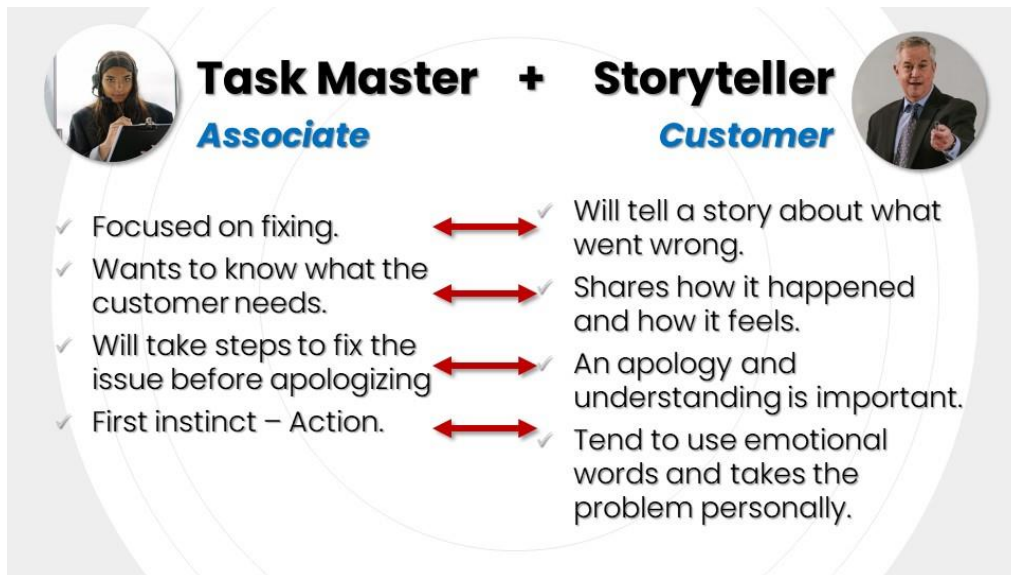 Task Master + Storyteller
Associate
Customer
Focused on fixing.
Wants to know what the
customer needs.
Will take steps to fix the
issue before apologizing
First instinct – Action.
Will tell a story about what
went wrong.
Shares how it happened
and how it feels.
An apology and
understanding is important.
Tend to use emotional
words and takes the
problem personally.